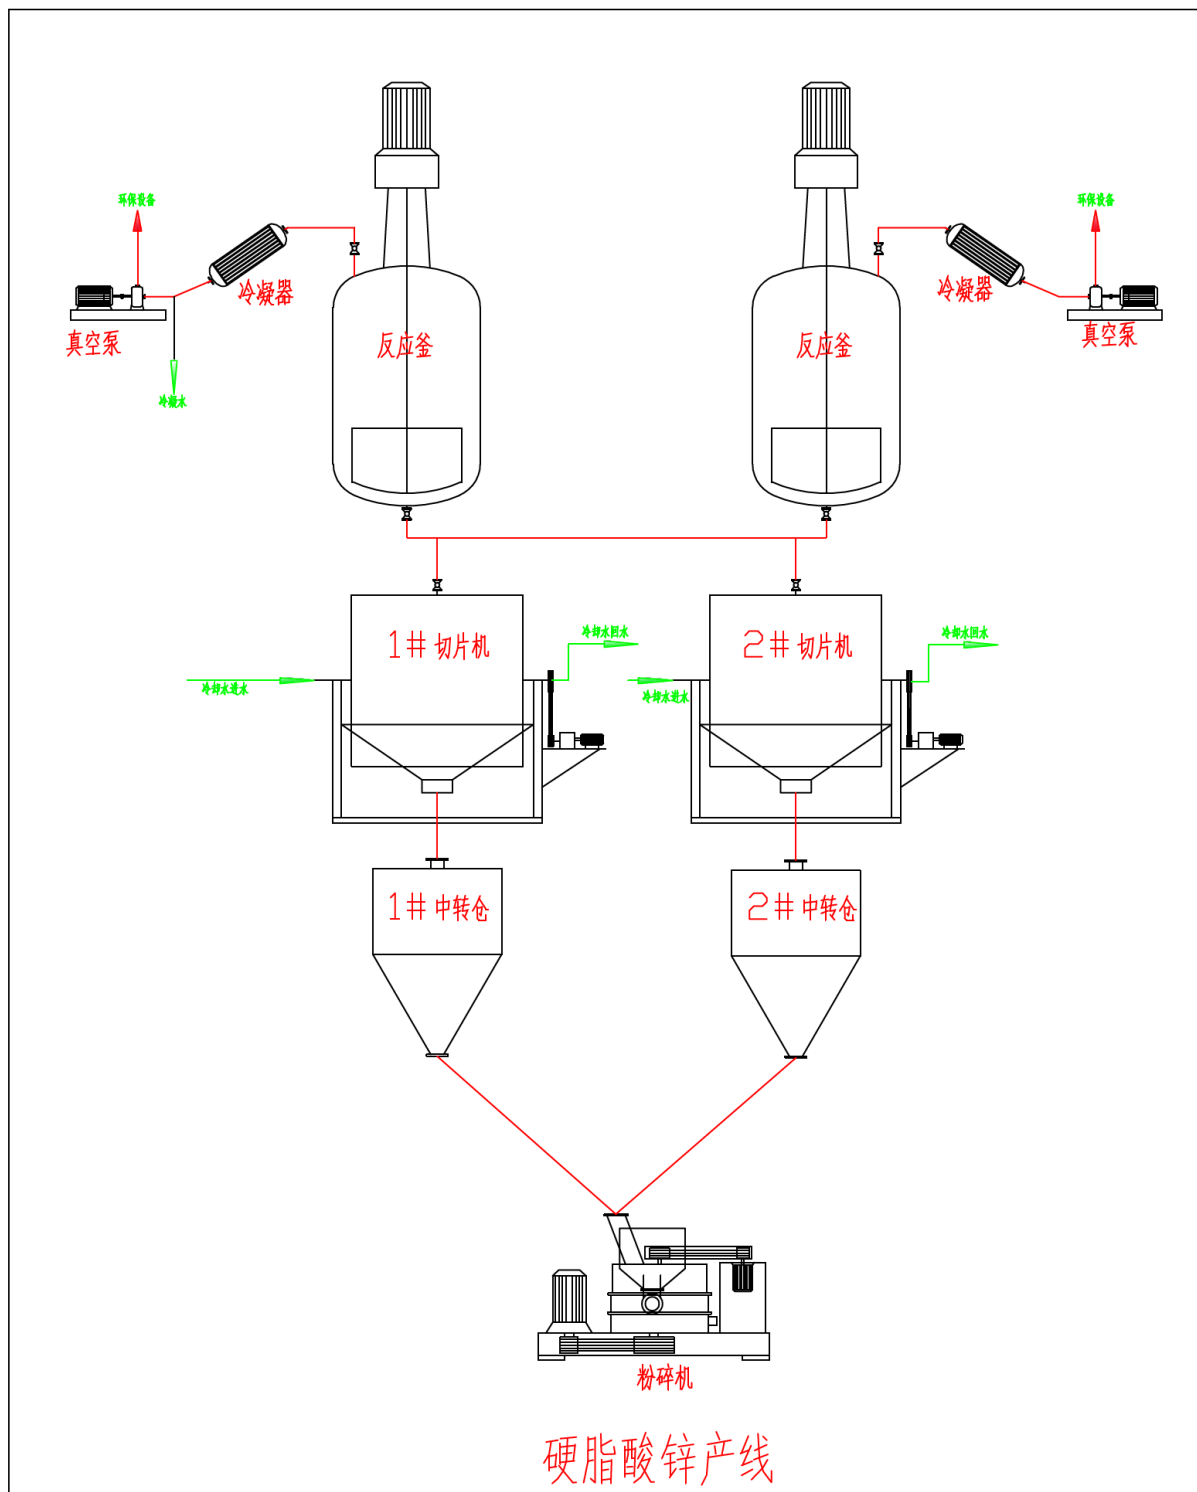 环保设备
环保设备
冷凝器
冷凝器
真空泵
反应釜
反应釜
真空泵
冷凝水
1# 切片机
冷却水回水
2# 切片机
冷却水回水
冷却水进水
冷却水进水
1# 中转仓
2# 中转仓
粉碎机
硬脂酸锌产线